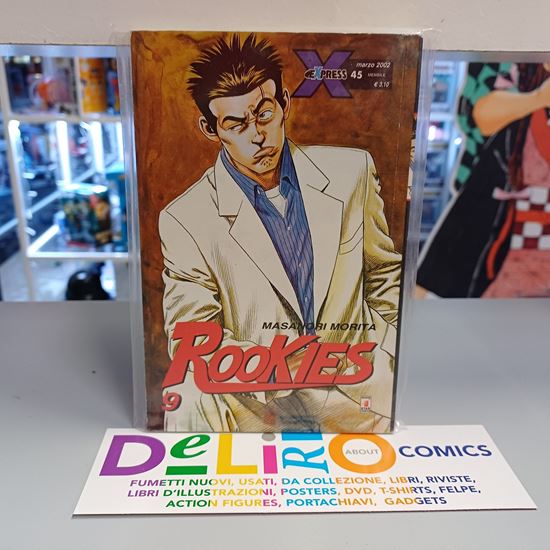 X
EXPRESS
marzo 2002
45 MENSILE
€ 3,10
MASANORI MORITA
ROOKIES
9
DeLiRIO ABOUT COMICS
FUMETTI NUOVI, USATI, DA COLLEZIONE, LIBRI, RIVISTE,
LIBRI D'ILLUSTRAZIONI, POSTERS, DVD, T-SHIRTS, FELPE,
ACTION FIGURES, PORTACHIAVI, GADGETS